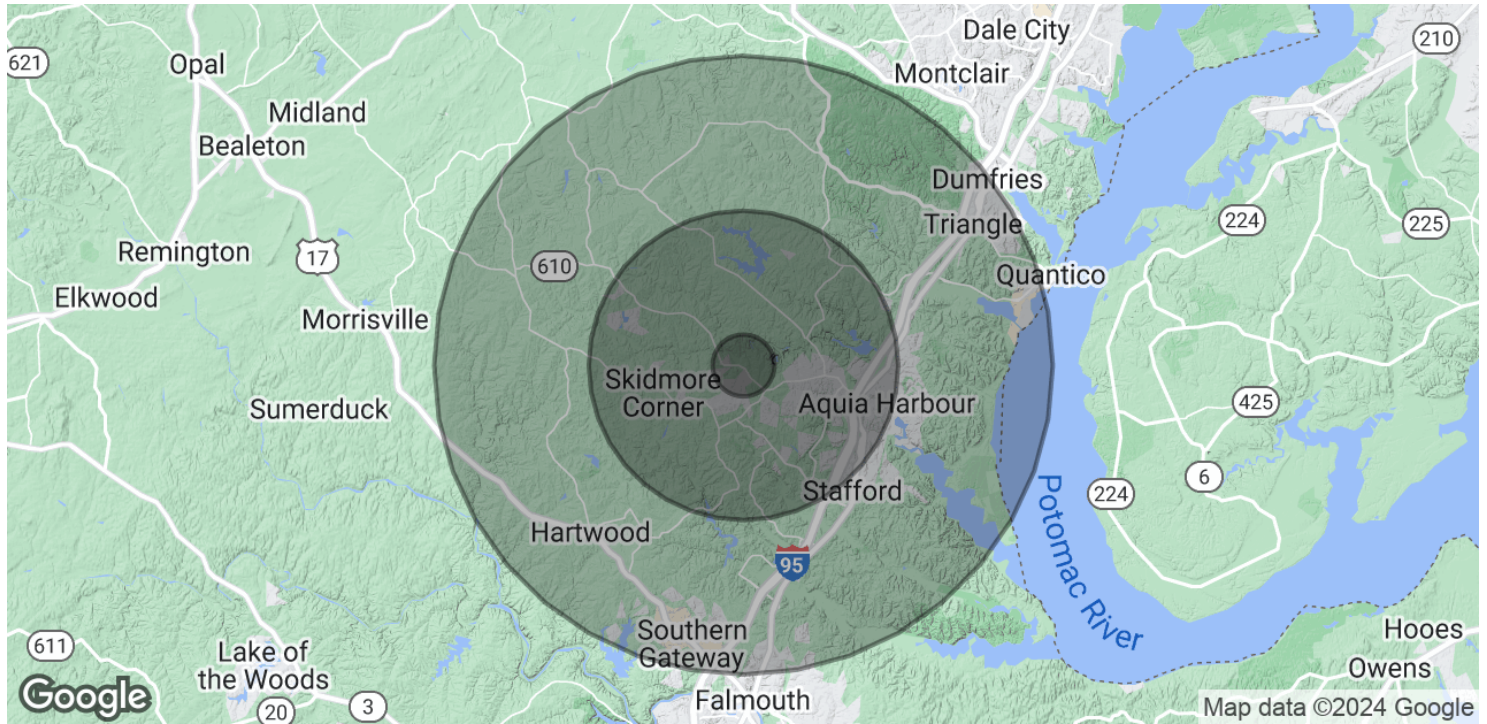 Dale City
210
621
Opal
Montclair
Midland
Bealeton
Dumfries
Triangle
224
225
Remington
17
610
Quantico
Elkwood
Morrisville
Skidmore
Corner
Aquia Harbour
Sumerduck
425
6
Stafford
224
Hartwood
95
Potomac River
Southern
Gateway
Hooes
611
Lake of
the Woods
Owens
Google
20
3
Falmouth
Map data ©2024 Google